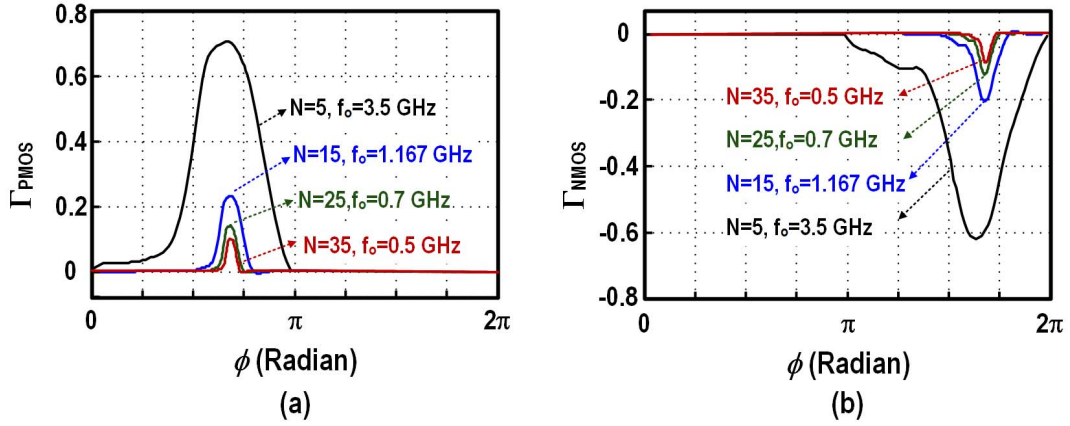 0.8
0.6
0.4
0.2
0
ΓPMOS
N=5, fo=3.5 GHz
N=15, fo=1.167 GHz
N=25,fo=0.7 GHz
N=35, fo=0.5 GHz
0
π
2π
ϕ (Radian)
(a)
0
-0.2
-0.4
-0.6
-0.8
ΓNMOS
N=35, fo=0.5 GHz
N=25,fo=0.7 GHz
N=15, fo=1.167 GHz
N=5, fo=3.5 GHz
0
π
2π
ϕ (Radian)
(b)